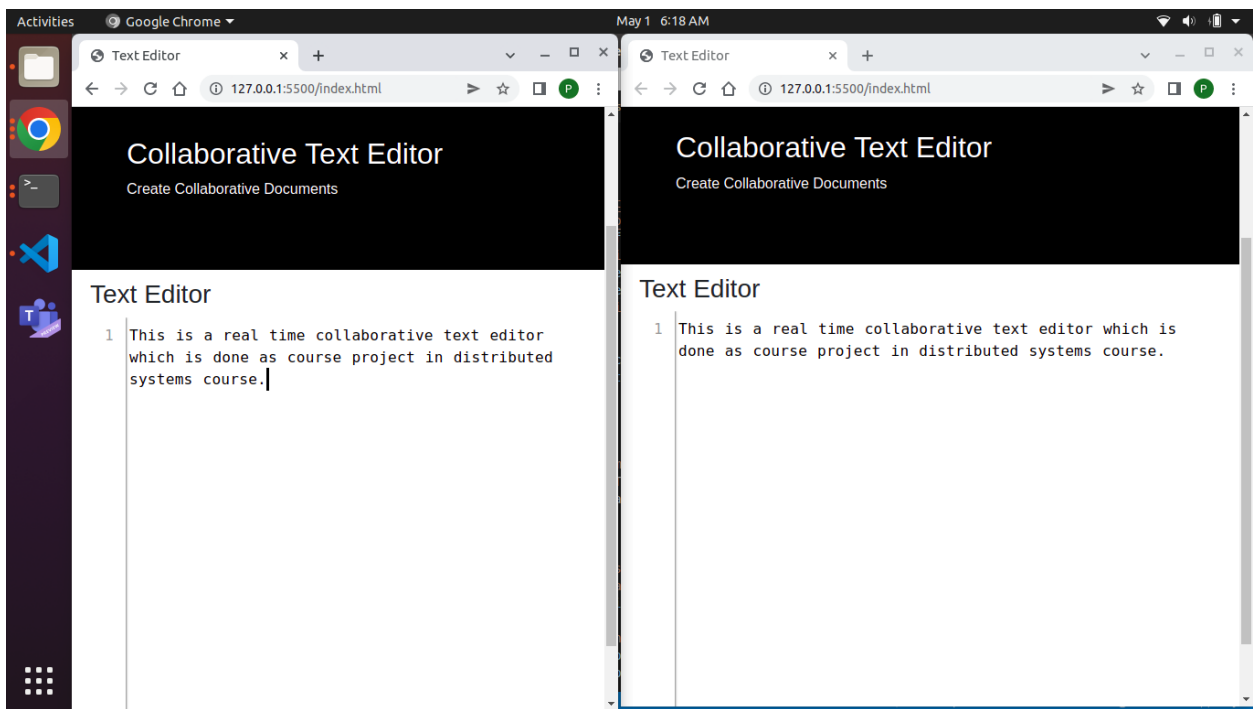 Activities Google Chrome May 1 6:18 AM
Text Editor
127.0.0.1:5500/index.html P
Collaborative Text Editor
Create Collaborative Documents
Text Editor
1 This is a real time collaborative text editor
which is done as course project in distributed
systems course.
Text Editor
127.0.0.1:5500/index.html P
Collaborative Text Editor
Create Collaborative Documents
Text Editor
1 This is a real time collaborative text editor which is
done as course project in distributed systems course.